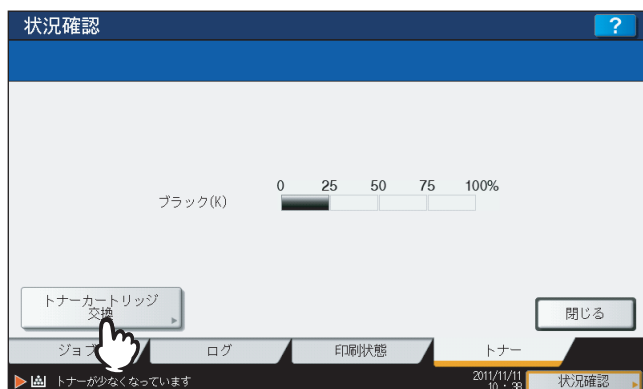 状況確認
?
0 25 50 75 100%
ブラック(K)
トナーカートリッジ
交換
閉じる
ジョブ ログ 印刷状態 トナー
トナーが少なくなっています
2011/11/11
10:38
状況確認